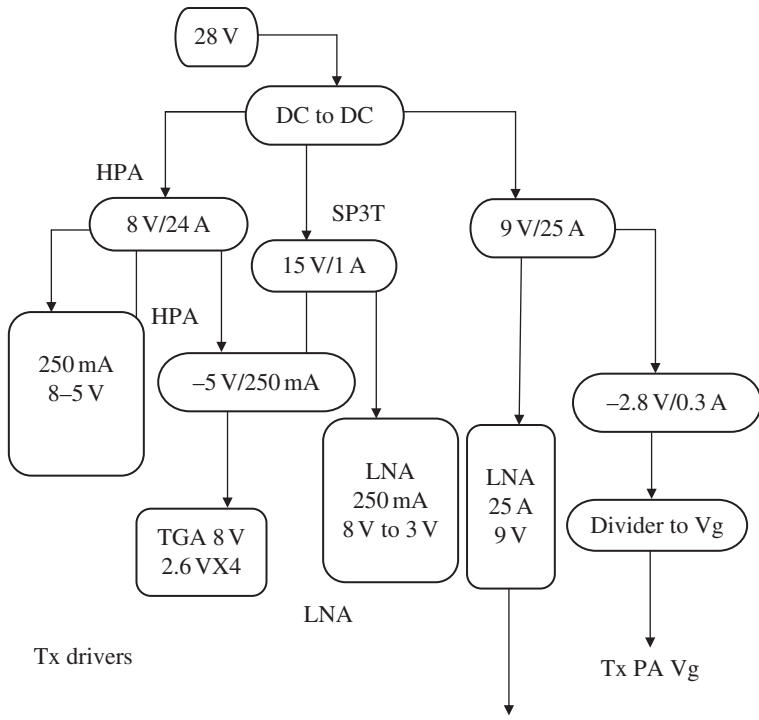 28 V
DC to DC
HPA
SP3T
8 V/24 A
9 V/25 A
15 V/1 A
HPA
250 mA
8–5 V
–5 V/250 mA
–2.8 V/0.3 A
LNA
250 mA
8 V to 3 V
LNA
25 A
9 V
TGA 8 V
2.6 VX4
Divider to Vg
LNA
Tx drivers
Tx PA Vg